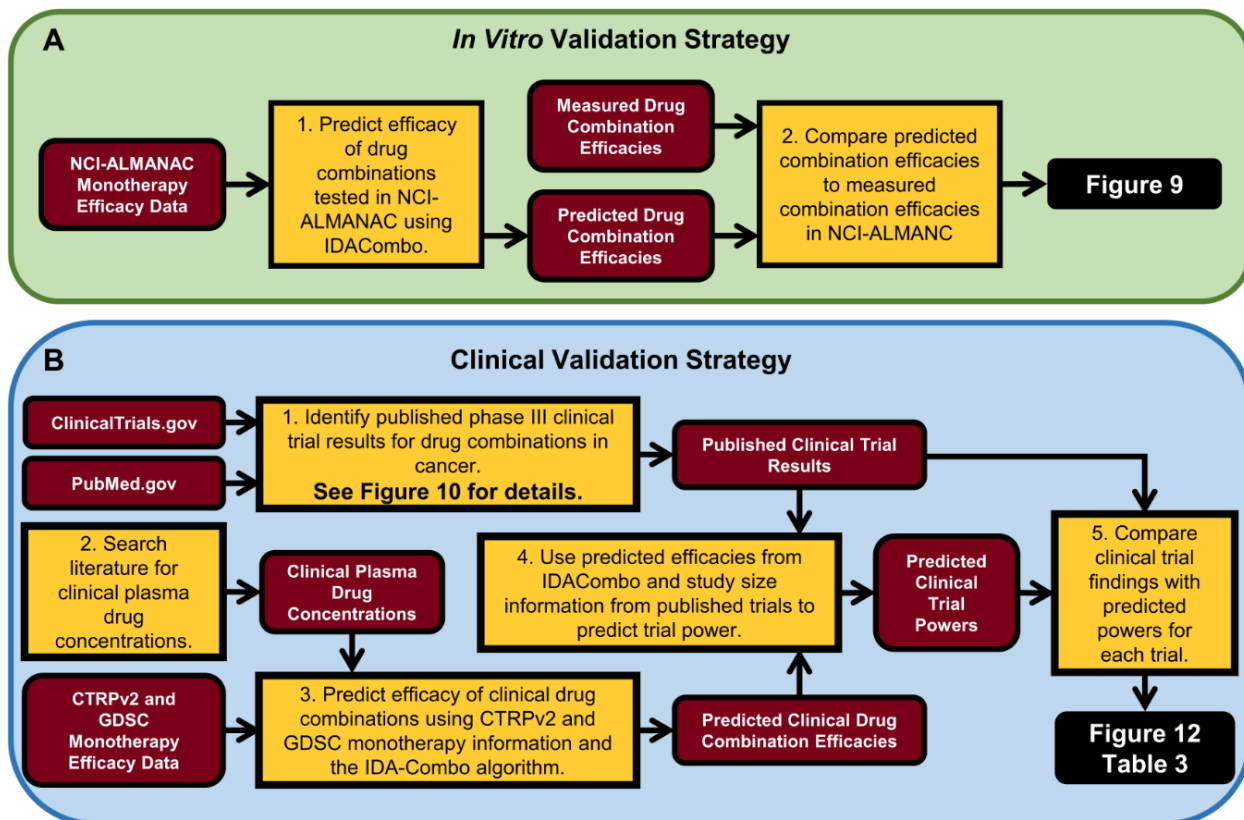 A
In Vitro Validation Strategy
NCI-ALMANAC
Monotherapy
Efficacy Data
1. Predict efficacy
of drug
combinations
tested in NCI-
ALMANAC using
IDACombo.
Measured Drug
Combination
Efficacies
Predicted Drug
Combination
Efficacies
2. Compare predicted
combination efficacies
to measured
combination efficacies
in NCI-ALMANC
Figure 9
B
Clinical Validation Strategy
ClinicalTrials.gov
PubMed.gov
1. Identify published phase III clinical
trial results for drug combinations in
cancer.
See Figure 10 for details.
Published Clinical Trial
Results
2. Search
literature for
clinical plasma
drug
concentrations.
Clinical Plasma
Drug
Concentrations
4. Use predicted efficacies from
IDACombo and study size
information from published trials to
predict trial power.
Predicted
Clinical
Trial
Powers
5. Compare
clinical trial
findings with
predicted
powers for
each trial.
CTRPv2 and
GDSC
Monotherapy
Efficacy Data
3. Predict efficacy of clinical drug
combinations using CTRPv2 and
GDSC monotherapy information and
the IDA-Combo algorithm.
Predicted Clinical Drug
Combination Efficacies
Figure 12
Table 3